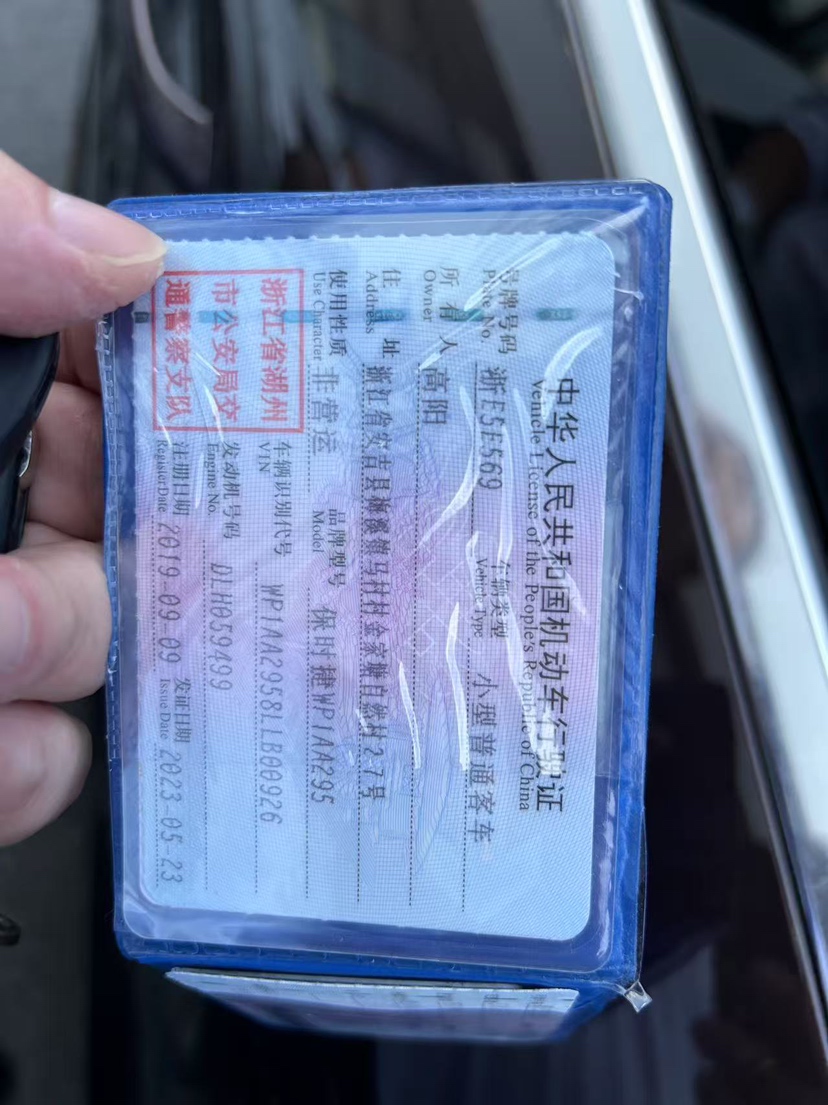 中华人民共和国机动车行驶证
Vehicle License of the People's Republic of China
号牌号码 浙E5E569 车辆类型 小型普通客车
Plate No. Vehicle Type
所有人 高阳
Owner
住址 浙江省安吉县梅溪镇马村村金家塘自然村27号
Address
使用性质 非营运 品牌型号 保时捷WP1AA295
Use Character Model
浙江省湖州
市公安局交
通警察支队
车辆识别代号 WP1AA2958LLB00926
VIN
发动机号码 DLH059499
Engine No.
注册日期 2019-09-09 发证日期 2023-05-23
Register Date Issue Date